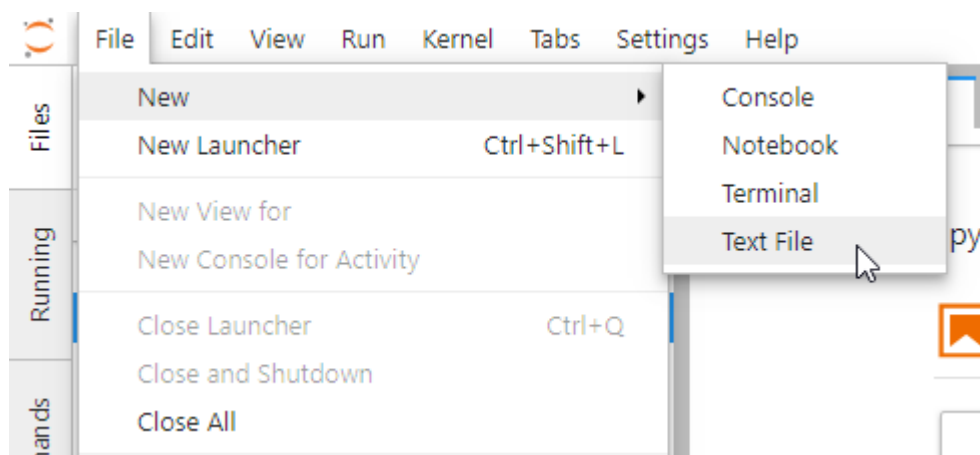 File Edit View Run Kernel Tabs Settings Help
Files
Running
New
New Launcher Ctrl+Shift+L
New View for
New Console for Activity
Close Launcher Ctrl+Q
Close and Shutdown
Close All
Console
Notebook
Terminal
Text File
py